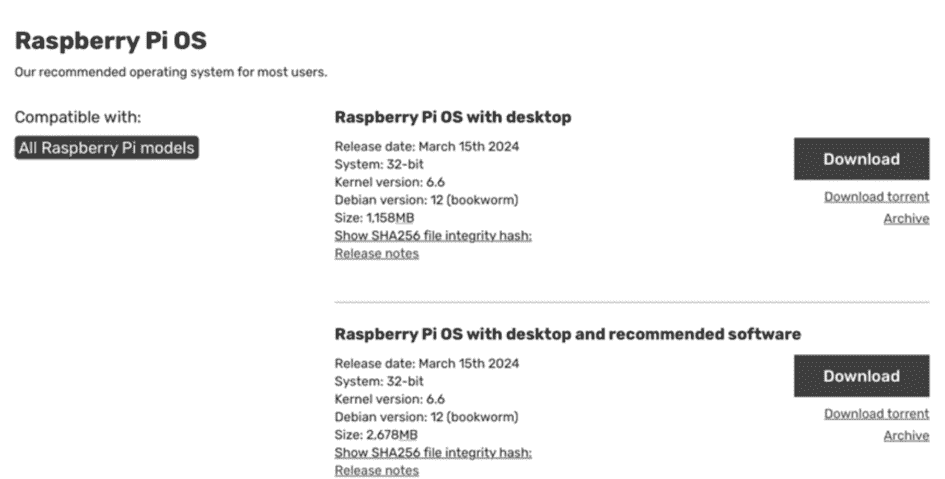 Raspberry Pi OS
Our recommended operating system for most users.
Compatible with:
All Raspberry Pi models
Raspberry Pi OS with desktop
Release date: March 15th 2024
System: 32-bit
Kernel version: 6.6
Debian version: 12 (bookworm)
Size: 1,158MB
Show SHA256 file integrity hash:
Release notes
Download
Download torrent
Archive
Raspberry Pi OS with desktop and recommended software
Release date: March 15th 2024
System: 32-bit
Kernel version: 6.6
Debian version: 12 (bookworm)
Size: 2,678MB
Show SHA256 file integrity hash:
Release notes
Download
Download torrent
Archive